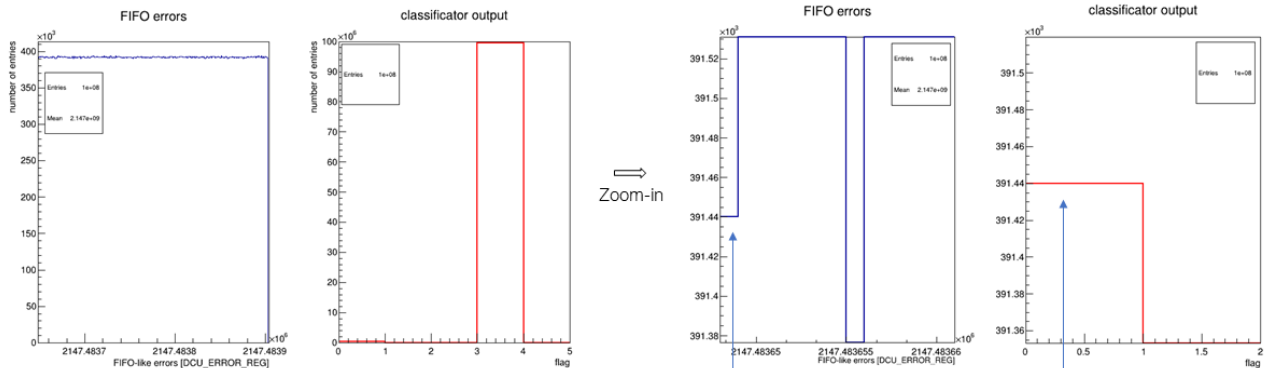 FIFO errors
×10³
number of entries
400
350
300
250
200
150
100
50
0
Entries 1e+08
Mean 2.147e+09
2147.4837 2147.4838 2147.4839
×10⁶
FIFO-like errors [DCU_ERROR_REG]
classificator output
×10⁶
number of entries
100
90
80
70
60
50
40
30
20
10
0
Entries 1e+08
0 1 2 3 4 5
flag
Zoom-in
FIFO errors
×10³
391.52
391.5
391.48
391.46
391.44
391.42
391.4
391.38
Entries 1e+08
Mean 2.147e+09
2147.48365 2147.483655 2147.48366
×10⁶
FIFO-like errors [DCU_ERROR_REG]
classificator output
×10³
391.5
391.48
391.46
391.44
391.42
391.4
391.38
391.36
Entries 1e+08
0 0.5 1 1.5 2
flag